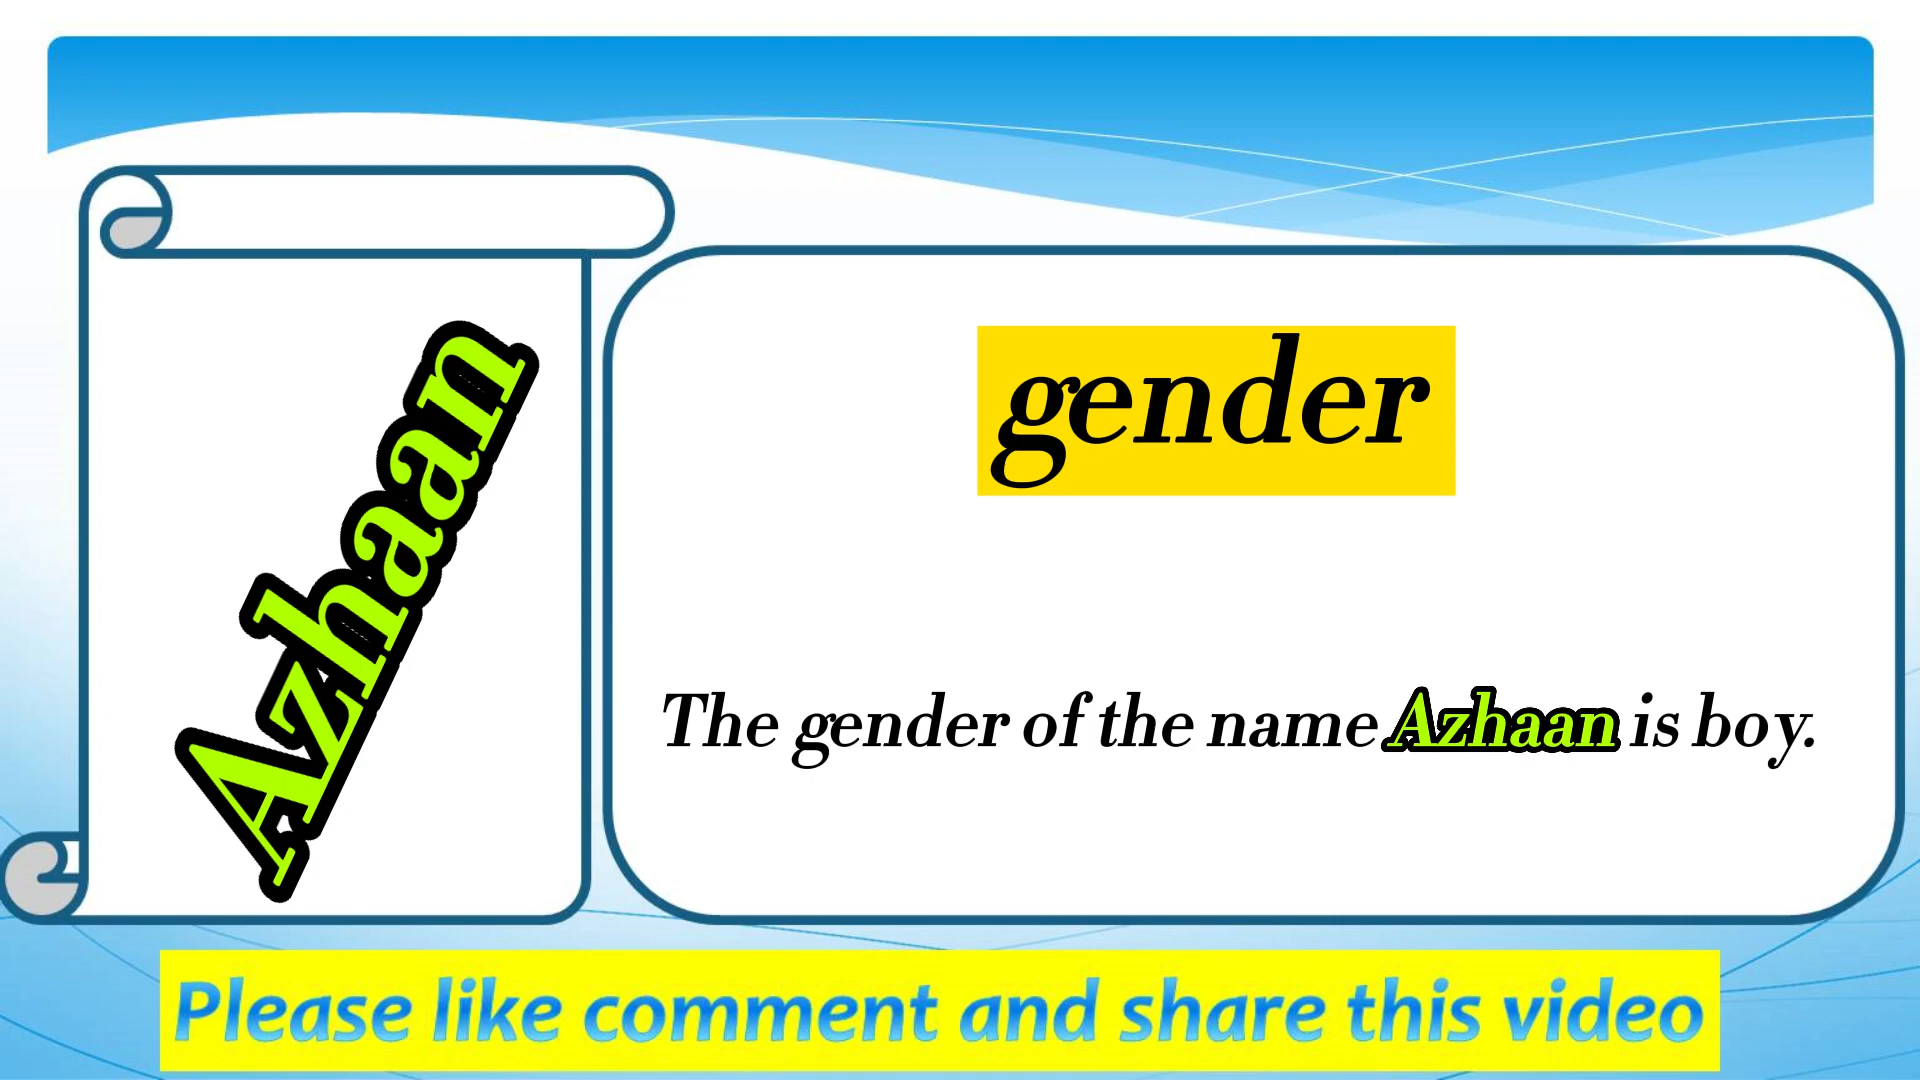 Azhaan
gender
The gender of the name Azhaan is boy.
Please like comment and share this video